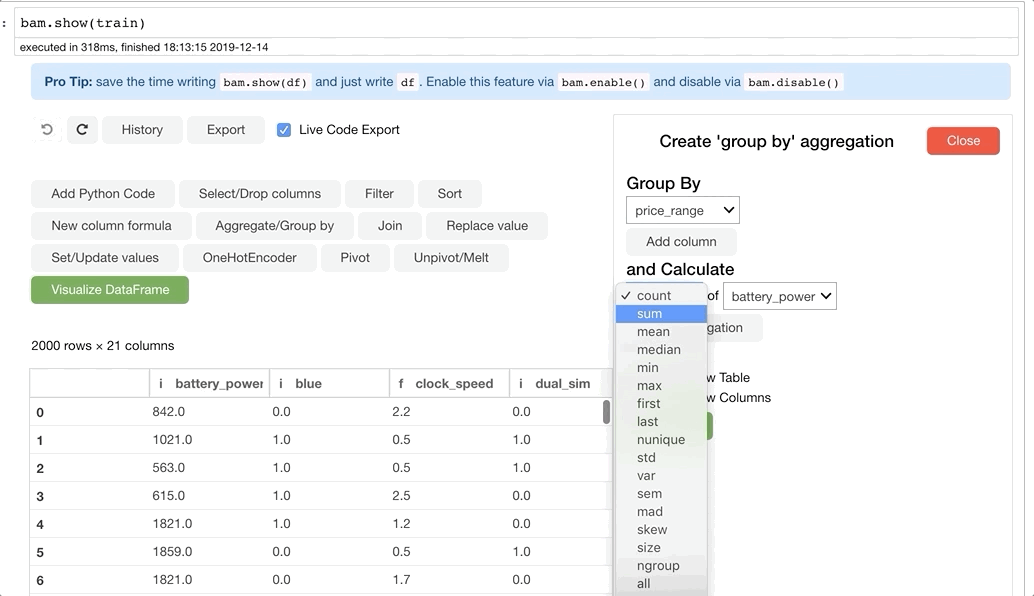 : bam.show(train)
executed in 318ms, finished 18:13:15 2019-12-14
Pro Tip: save the time writing bam.show(df) and just write df . Enable this feature via bam.enable() and disable via bam.disable()
History Export Live Code Export
Add Python Code Select/Drop columns Filter Sort
New column formula Aggregate/Group by Join Replace value
Set/Update values OneHotEncoder Pivot Unpivot/Melt
Visualize DataFrame
2000 rows × 21 columns
i battery_power i blue f clock_speed i dual_sim
0 842.0 0.0 2.2 0.0
1 1021.0 1.0 0.5 1.0
2 563.0 1.0 0.5 1.0
3 615.0 1.0 2.5 0.0
4 1821.0 1.0 1.2 0.0
5 1859.0 0.0 0.5 1.0
6 1821.0 0.0 1.7 0.0
Create 'group by' aggregation Close
Group By
price_range
Add column
and Calculate
✓ count of battery_power
sum
gation
mean
median
min
max
w Table
w Columns
first
last
nunique
std
var
sem
mad
skew
size
ngroup
all